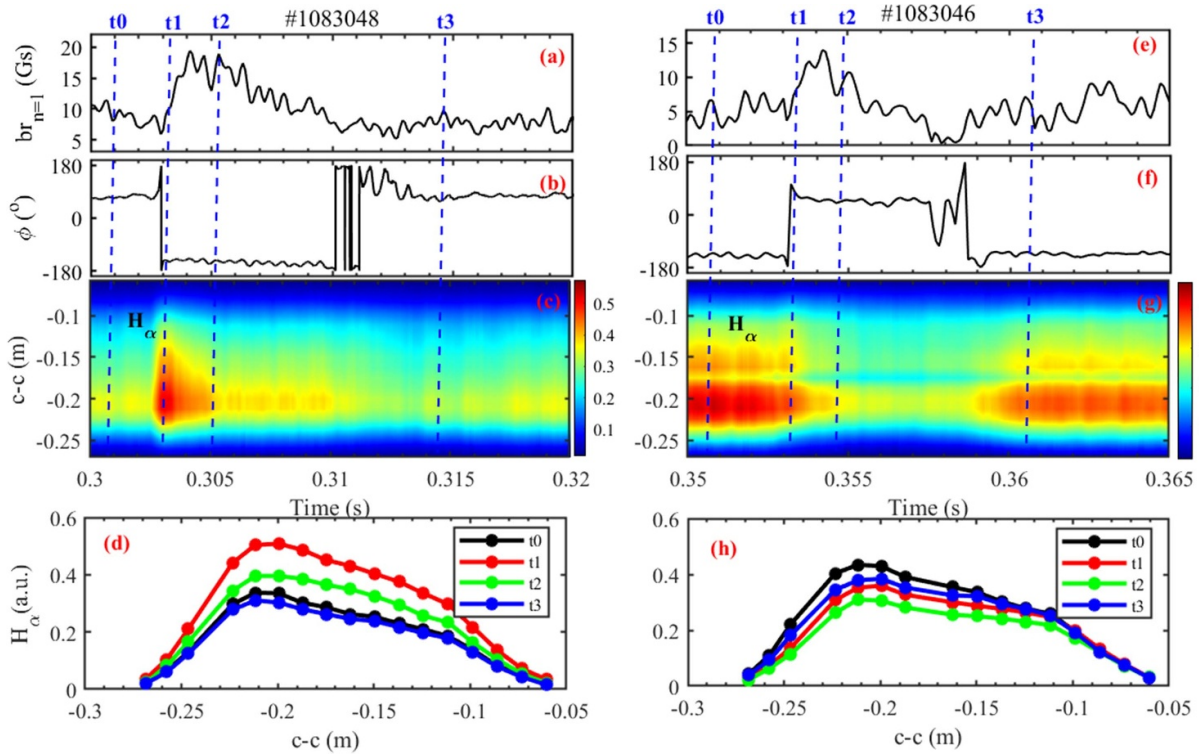 #1083048
t0 t1 t2 t3
(a)
br n=1 (Gs)
20
15
10
5
(b)
ϕ (°)
180
0
-180
(c)
Hα
c-c (m)
-0.1
-0.15
-0.2
-0.25
0.5
0.4
0.3
0.2
0.1
0.3 0.305 0.31 0.315 0.32
Time (s)
(d)
Hα (a.u.)
0.6
0.4
0.2
0
t0
t1
t2
t3
-0.3 -0.25 -0.2 -0.15 -0.1 -0.05
c-c (m)
#1083046
t0 t1 t2 t3
(e)
15
10
5
0
(f)
180
0
-180
(g)
Hα
-0.1
-0.15
-0.2
-0.25
0.35 0.355 0.36 0.365
Time (s)
(h)
0.6
0.4
0.2
0
t0
t1
t2
t3
-0.3 -0.25 -0.2 -0.15 -0.1 -0.05
c-c (m)